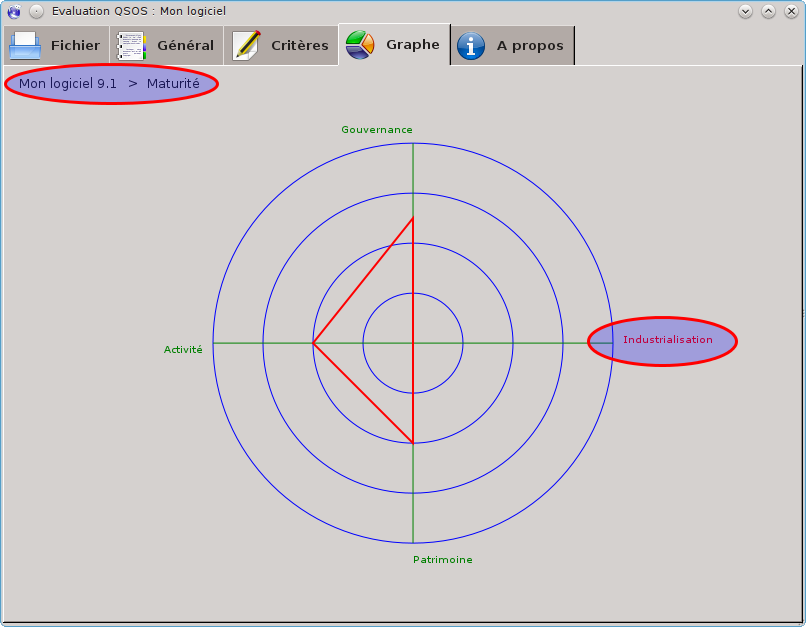 Evaluation QSOS : Mon logiciel
Fichier Général Critères Graphe A propos
Mon logiciel 9.1 > Maturité
Gouvernance
Industrialisation
Activité
Patrimoine